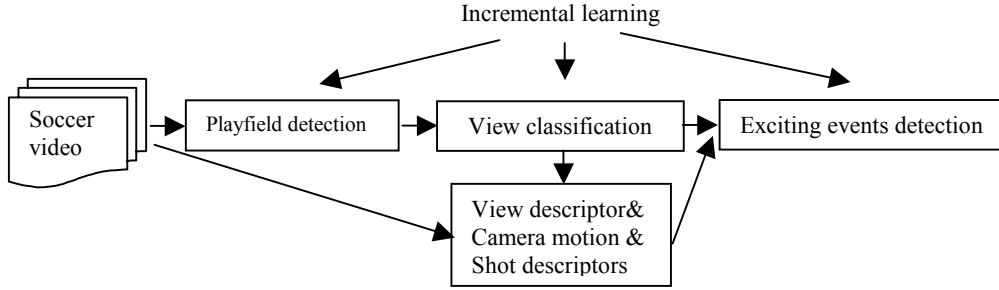 Incremental learning
Soccer
video
Playfield detection
View classification
Exciting events detection
View descriptor&
Camera motion &
Shot descriptors